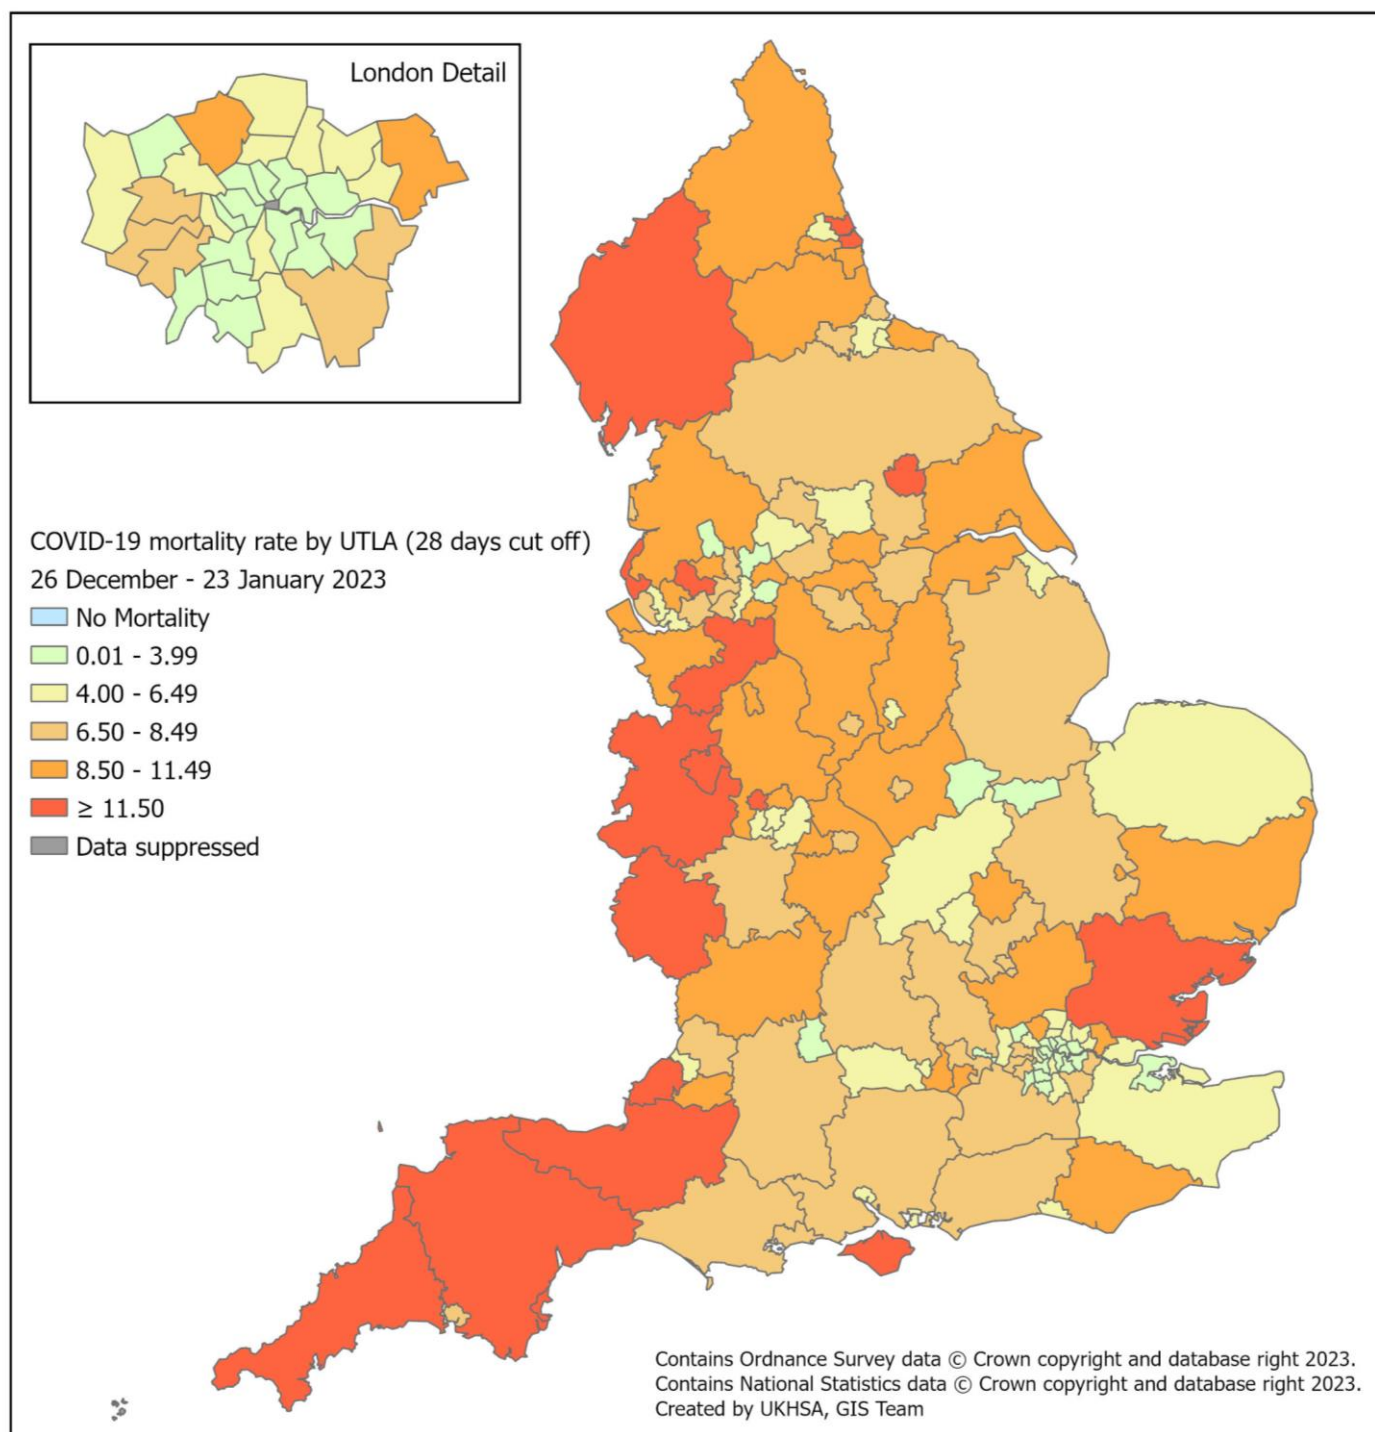 London Detail
COVID-19 mortality rate by UTLA (28 days cut off)
26 December - 23 January 2023
No Mortality
0.01 - 3.99
4.00 - 6.49
6.50 - 8.49
8.50 - 11.49
≥ 11.50
Data suppressed
Contains Ordnance Survey data © Crown copyright and database right 2023.
Contains National Statistics data © Crown copyright and database right 2023.
Created by UKHSA, GIS Team